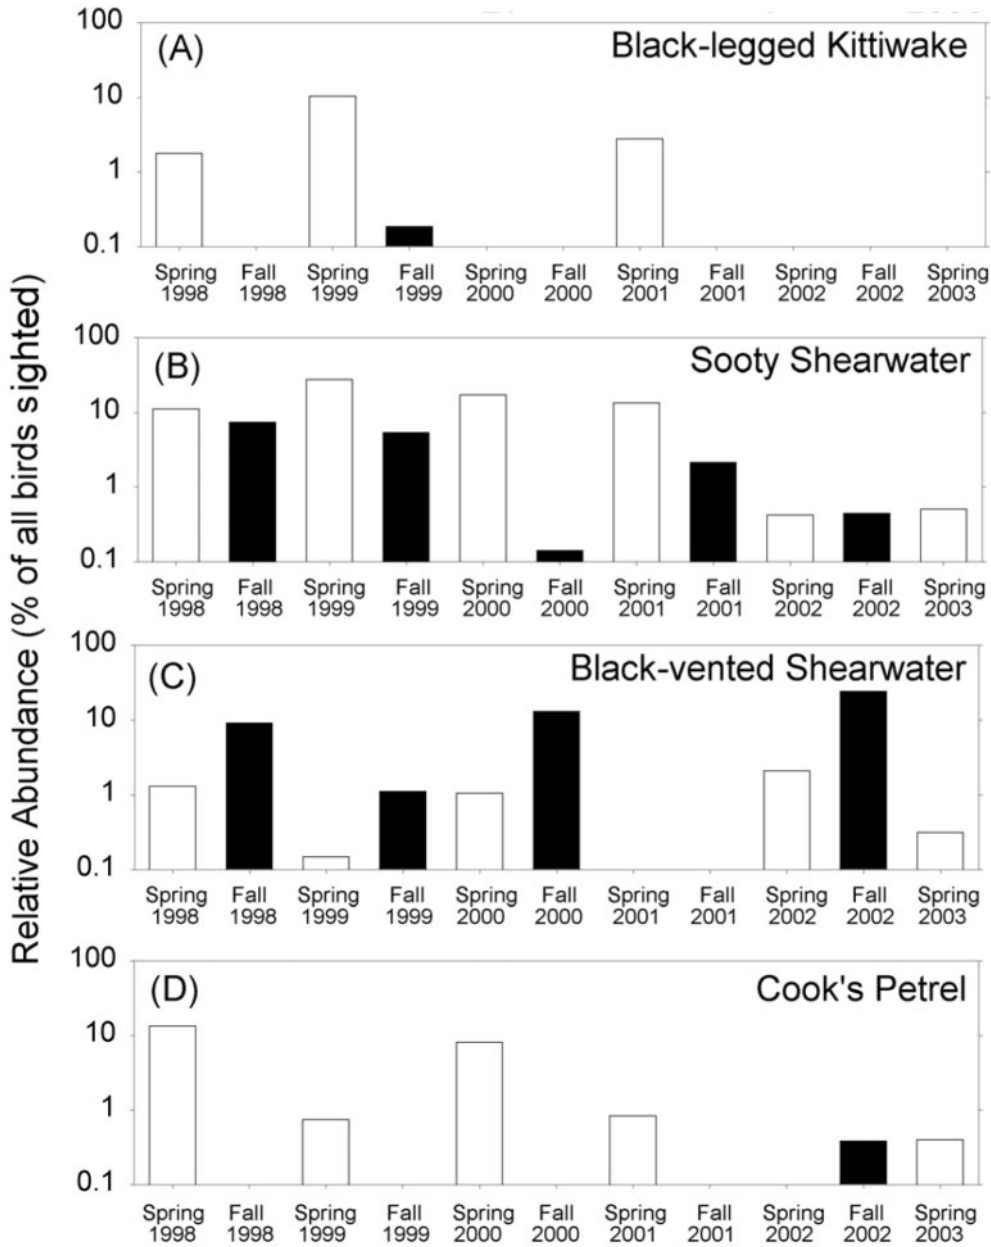 Relative Abundance (% of all birds sighted)
(A) Black-legged Kittiwake
100
10
1
0.1
Spring Fall Spring Fall Spring Fall Spring Fall Spring Fall Spring
1998 1998 1999 1999 2000 2000 2001 2001 2002 2002 2003
(B) Sooty Shearwater
100
10
1
0.1
Spring Fall Spring Fall Spring Fall Spring Fall Spring Fall Spring
1998 1998 1999 1999 2000 2000 2001 2001 2002 2002 2003
(C) Black-vented Shearwater
100
10
1
0.1
Spring Fall Spring Fall Spring Fall Spring Fall Spring Fall Spring
1998 1998 1999 1999 2000 2000 2001 2001 2002 2002 2003
(D) Cook's Petrel
100
10
1
0.1
Spring Fall Spring Fall Spring Fall Spring Fall Spring Fall Spring
1998 1998 1999 1999 2000 2000 2001 2001 2002 2002 2003